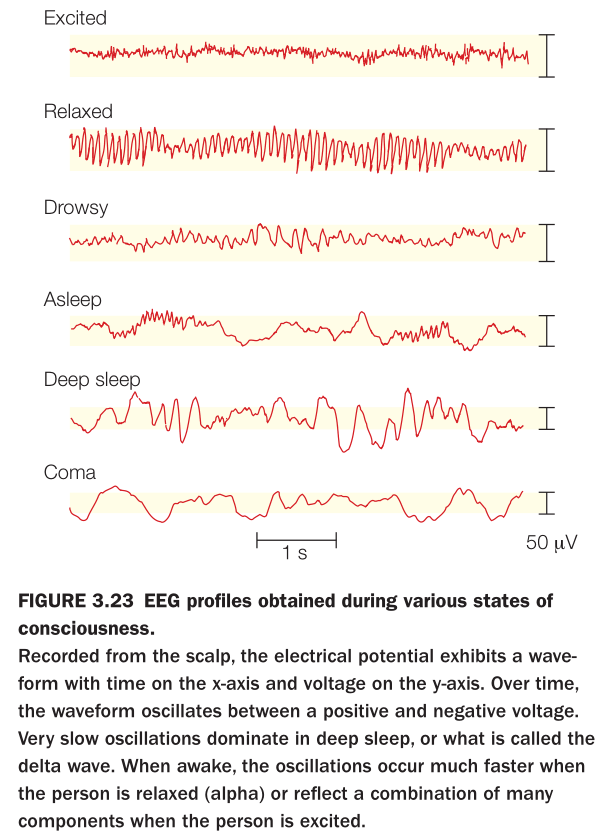 Excited
Relaxed
Drowsy
Asleep
Deep sleep
Coma
1 s
50 μV
FIGURE 3.23 EEG profiles obtained during various states of
consciousness.
Recorded from the scalp, the electrical potential exhibits a wave-
form with time on the x-axis and voltage on the y-axis. Over time,
the waveform oscillates between a positive and negative voltage.
Very slow oscillations dominate in deep sleep, or what is called the
delta wave. When awake, the oscillations occur much faster when
the person is relaxed (alpha) or reflect a combination of many
components when the person is excited.